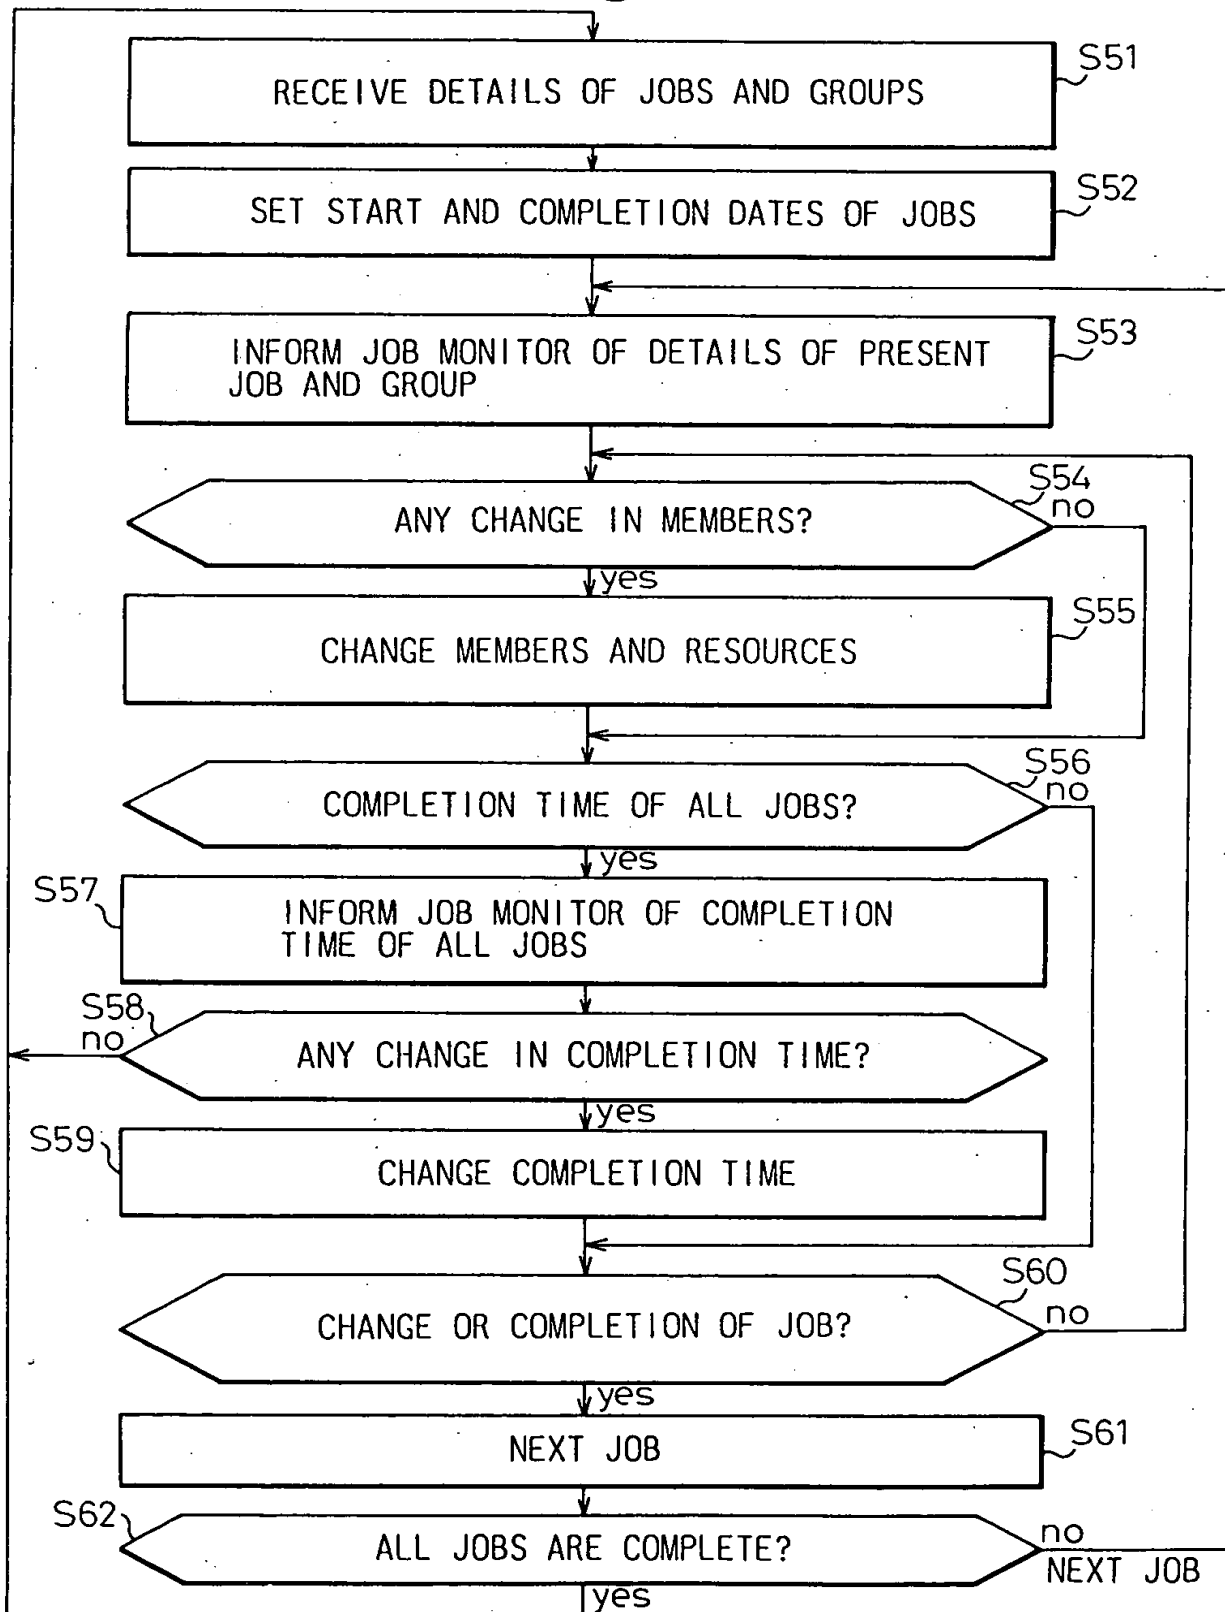 S51
RECEIVE DETAILS OF JOBS AND GROUPS
S52
SET START AND COMPLETION DATES OF JOBS
S53
INFORM JOB MONITOR OF DETAILS OF PRESENT
JOB AND GROUP
S54
no
ANY CHANGE IN MEMBERS?
yes
S55
CHANGE MEMBERS AND RESOURCES
S56
no
COMPLETION TIME OF ALL JOBS?
yes
S57
INFORM JOB MONITOR OF COMPLETION
TIME OF ALL JOBS
S58
no
ANY CHANGE IN COMPLETION TIME?
yes
S59
CHANGE COMPLETION TIME
S60
no
CHANGE OR COMPLETION OF JOB?
yes
S61
NEXT JOB
S62
ALL JOBS ARE COMPLETE?
no
NEXT JOB
yes